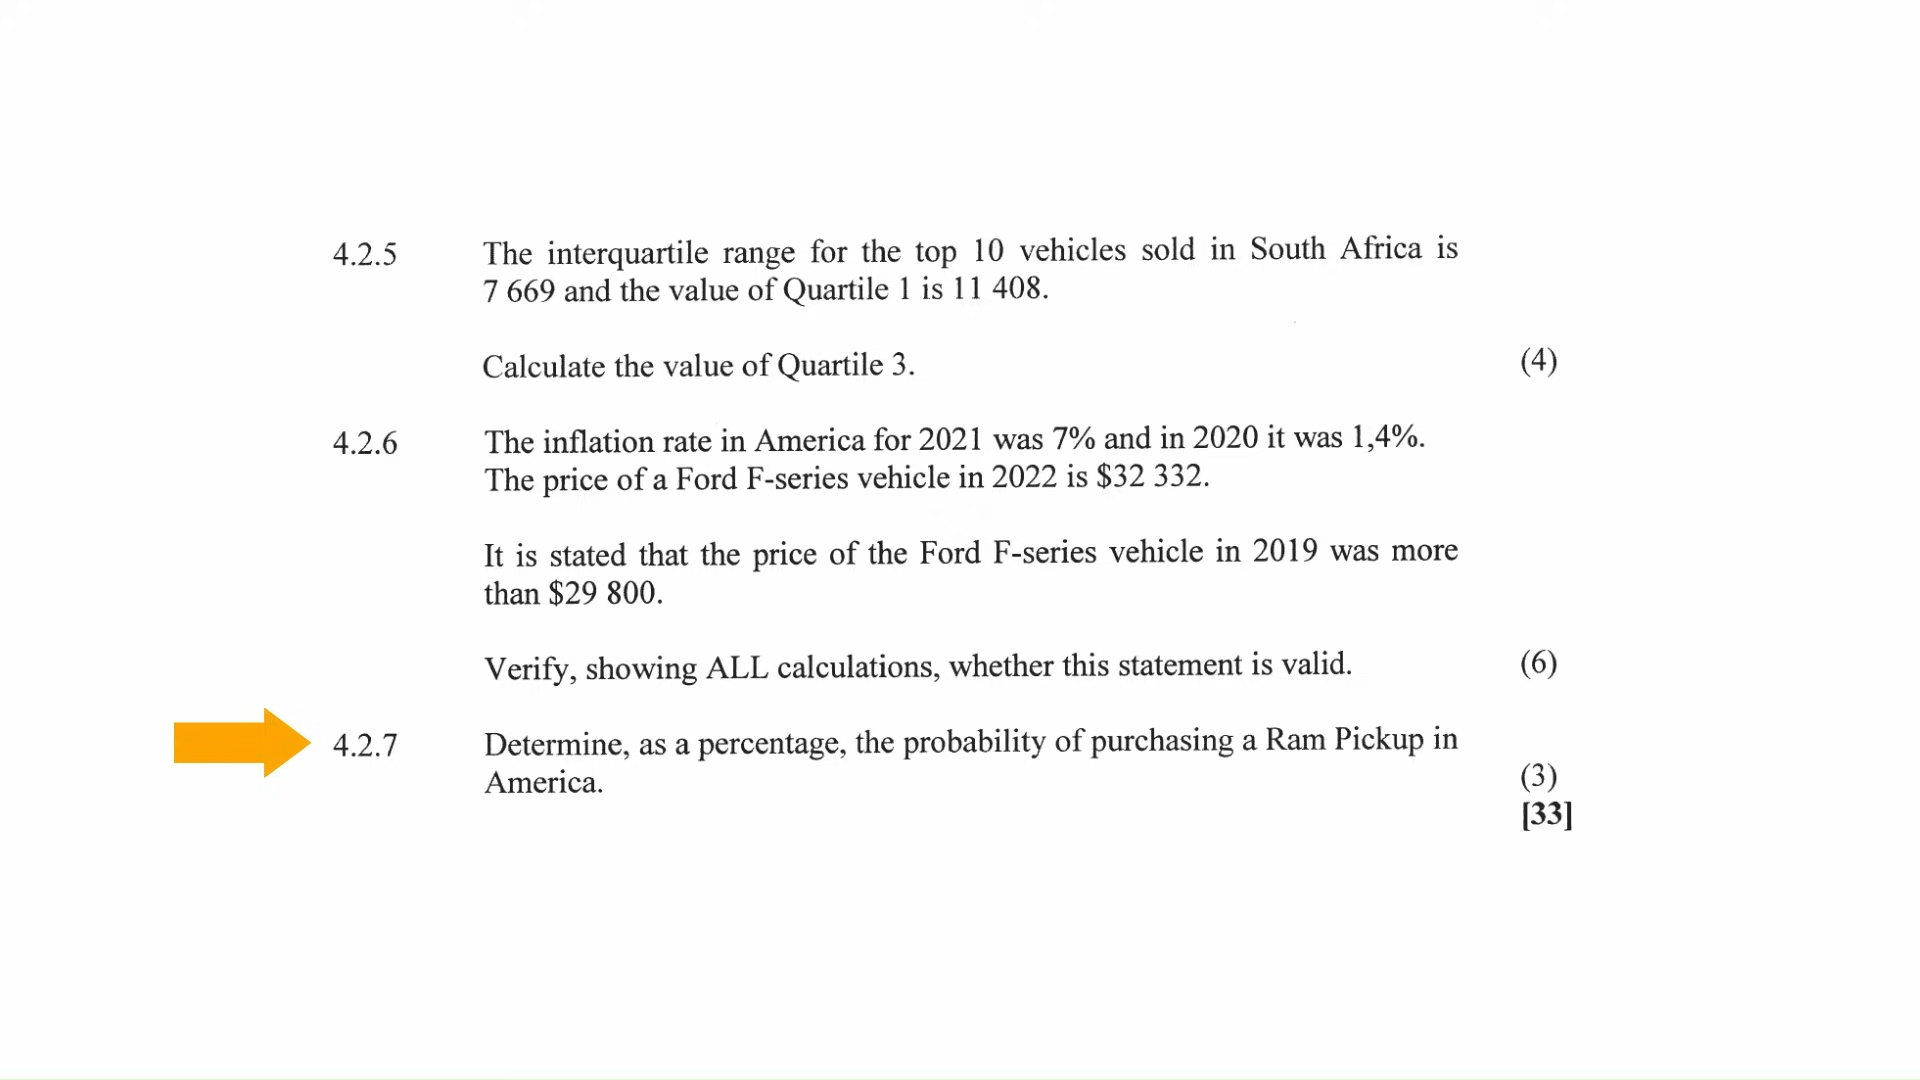 4.2.5 The interquartile range for the top 10 vehicles sold in South Africa is
7 669 and the value of Quartile 1 is 11 408.
Calculate the value of Quartile 3. (4)
4.2.6 The inflation rate in America for 2021 was 7% and in 2020 it was 1,4%.
The price of a Ford F-series vehicle in 2022 is $32 332.
It is stated that the price of the Ford F-series vehicle in 2019 was more
than $29 800.
Verify, showing ALL calculations, whether this statement is valid. (6)
4.2.7 Determine, as a percentage, the probability of purchasing a Ram Pickup in
America. (3)
[33]